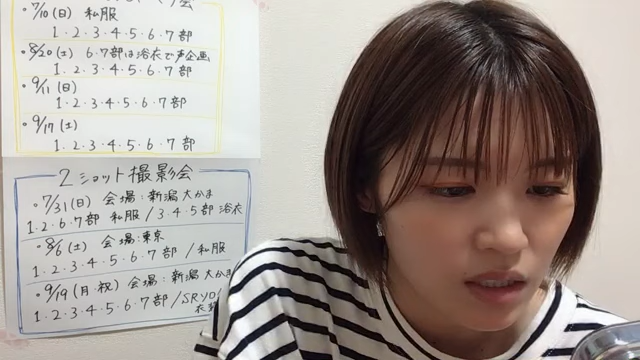 7/10(日) 私服
1・2・3・4・5・6・7部
8/20(土) 6・7部は浴衣で声企画
1・2・3・4・5・6・7部
9/11(日)
1・2・3・4・5・6・7部
9/17(土)
1・2・3・4・5・6・7部
2ショット撮影会
7/31(日) 会場:新潟 大かま
1・2・6・7部 私服/3・4・5部 浴衣
8/6(土) 会場:東京
1・2・3・4・5・6・7部/私服
9/19(月・祝) 会場:新潟 大かま
1・2・3・4・5・6・7部/SRYO